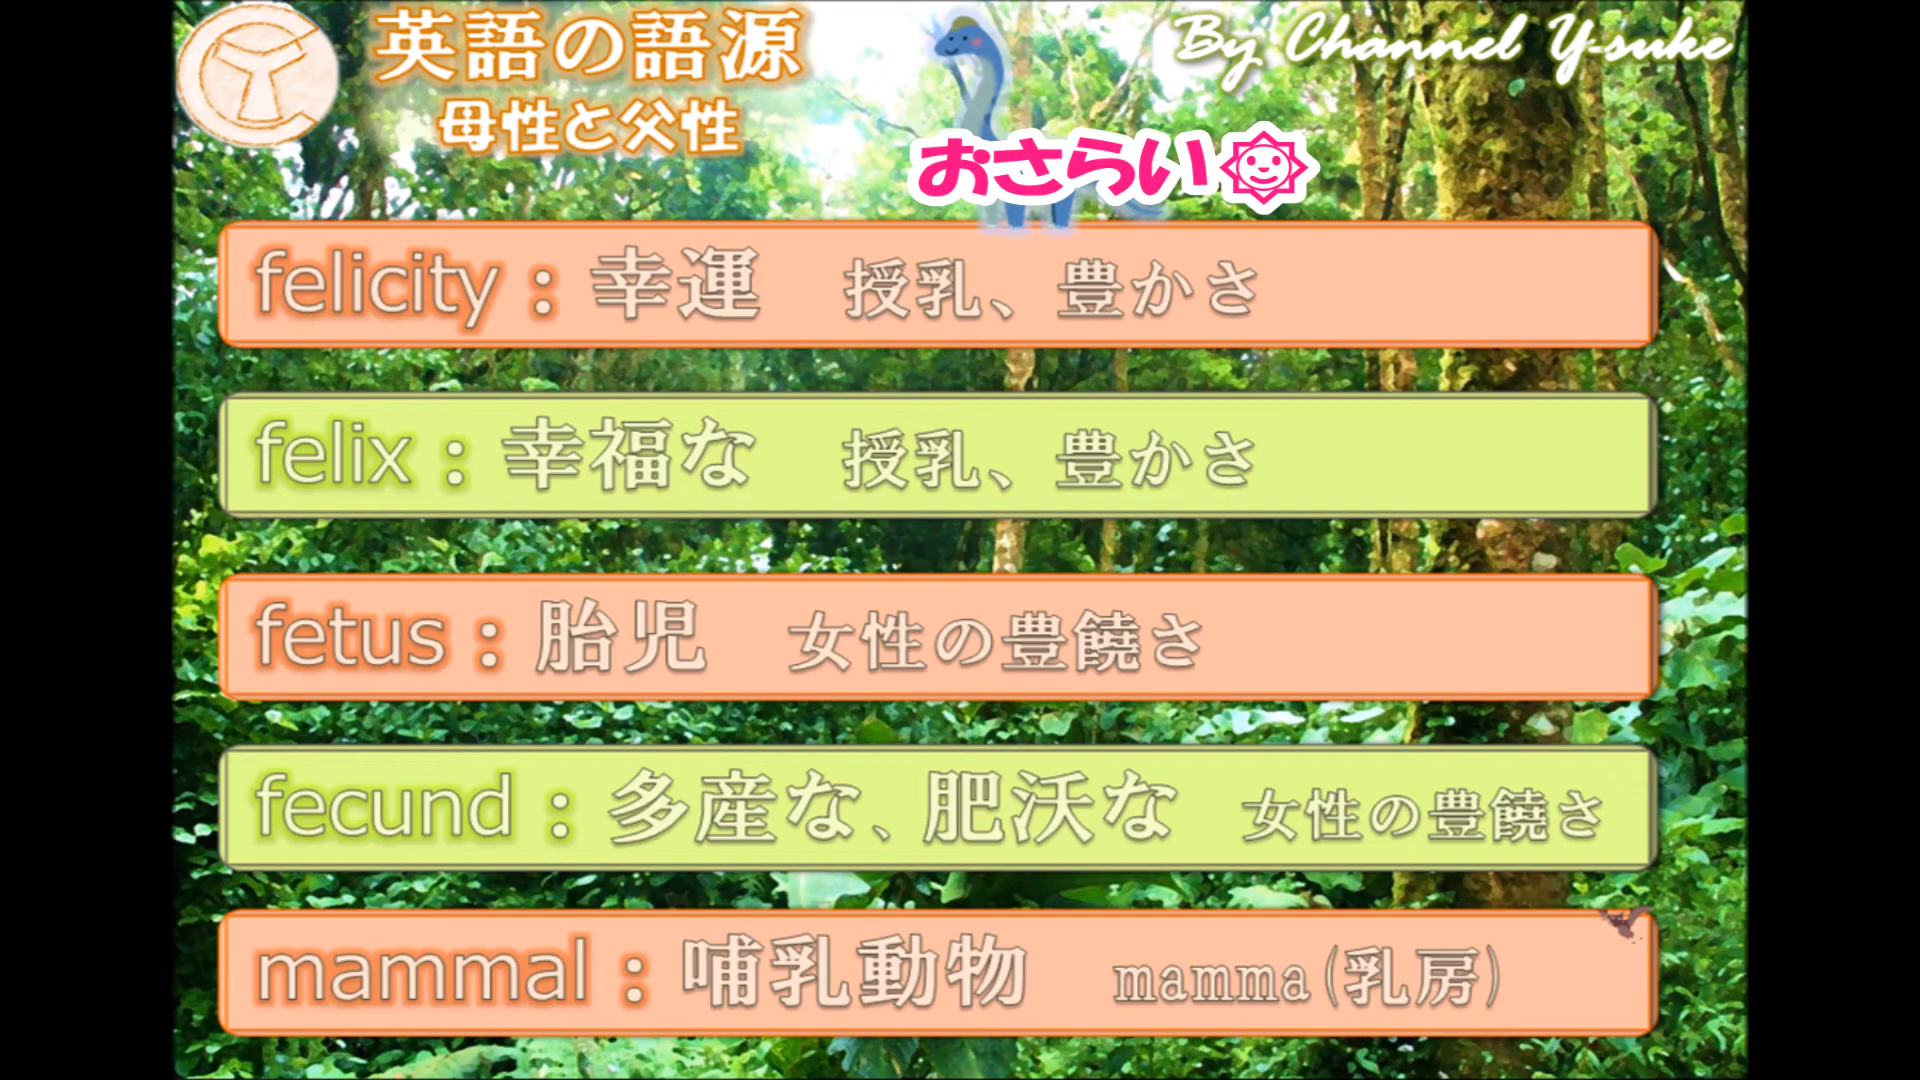 英語の語源
母性と父性
By Channel Y-suke
おさらい
felicity : 幸運 授乳、豊かさ
felix : 幸福な 授乳、豊かさ
fetus : 胎児 女性の豊饒さ
fecund : 多産な、肥沃な 女性の豊饒さ
mammal : 哺乳動物 mamma(乳房)